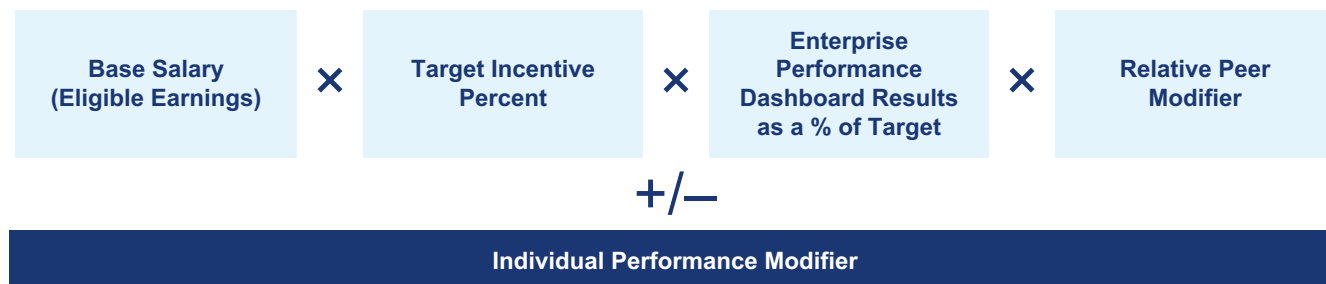 Base Salary
(Eligible Earnings)
×
Target Incentive
Percent
×
Enterprise
Performance
Dashboard Results
as a % of Target
×
Relative Peer
Modifier
+/–
Individual Performance Modifier